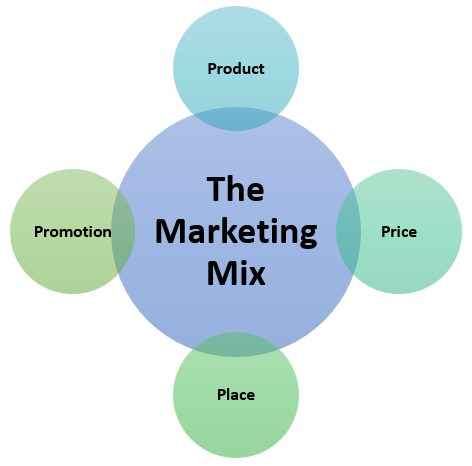 Product
The
Marketing
Mix
Promotion
Price
Place